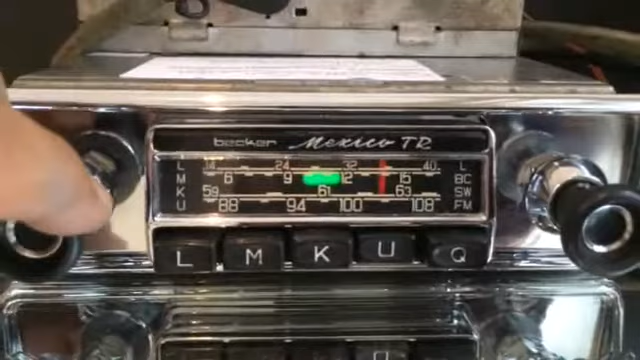 becker Mexico TR
L 24 32 40 L
M 6 9 12 15 BC
K 59 61 63 SW
U 88 94 100 108 FM
L M K U Q
U